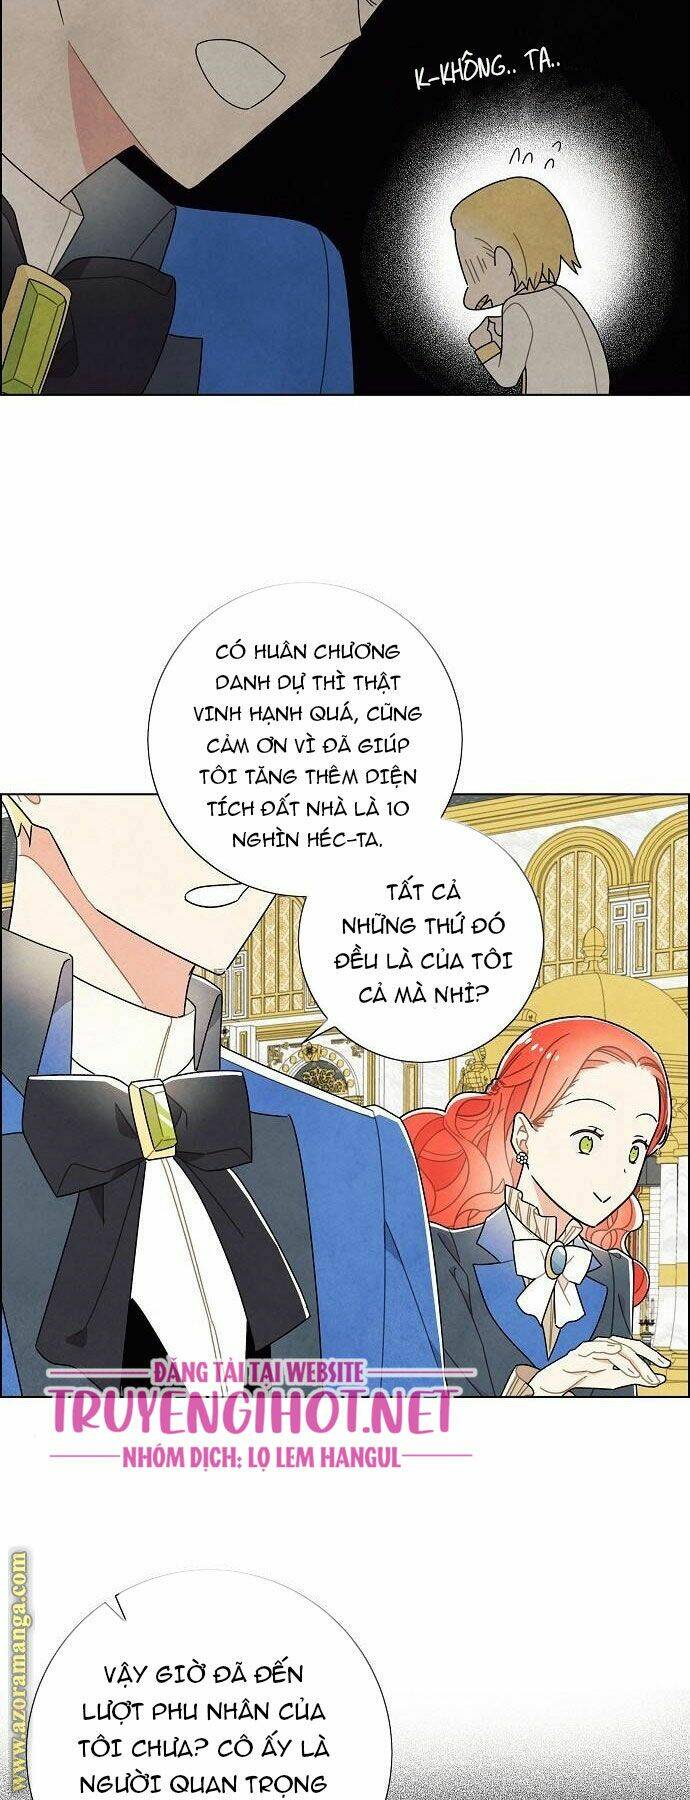 K-KHÔNG.. TA..
CÓ HUÂN CHƯƠNG
DANH DỰ THÌ THẬT
VINH HẠNH QUÁ, CŨNG
CẢM ƠN VÌ ĐÃ GIÚP
TÔI TĂNG THÊM DIỆN
TÍCH ĐẤT NHÀ LÀ 10
NGHÌN HÉC-TA.
TẤT CẢ
NHỮNG THỨ ĐÓ
ĐỀU LÀ CỦA TÔI
CẢ MÀ NHỈ?
ĐĂNG TẢI TẠI WEBSITE
TRUYENGIHOT.NET
NHÓM DỊCH: LỌ LEM HANGUL
www.azoramanga.com
VẬY GIỜ ĐÃ ĐẾN
LƯỢT PHU NHÂN CỦA
TÔI CHƯA? CÔ ẤY LÀ
NGƯỜI QUAN TRỌNG